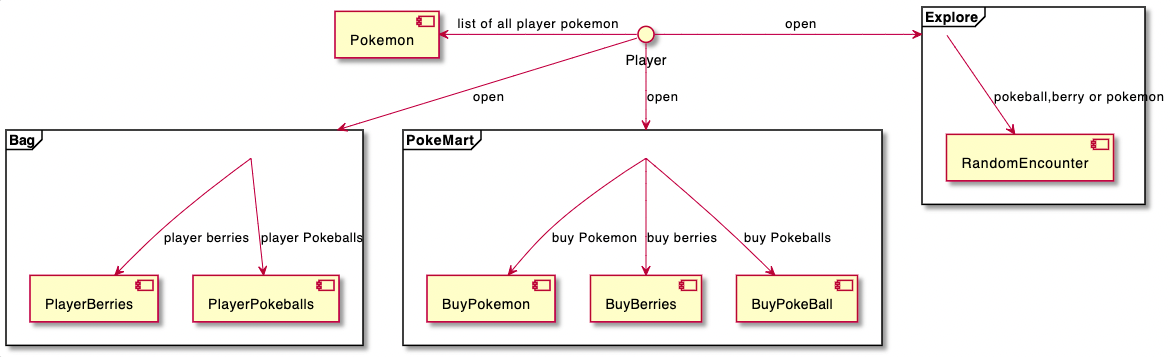 Explore
list of all player pokemon
open
Pokemon
Player
open
open
pokeball,berry or pokemon
Bag
PokeMart
RandomEncounter
player berries
player Pokeballs
buy Pokemon
buy berries
buy Pokeballs
PlayerBerries
PlayerPokeballs
BuyPokemon
BuyBerries
BuyPokeBall